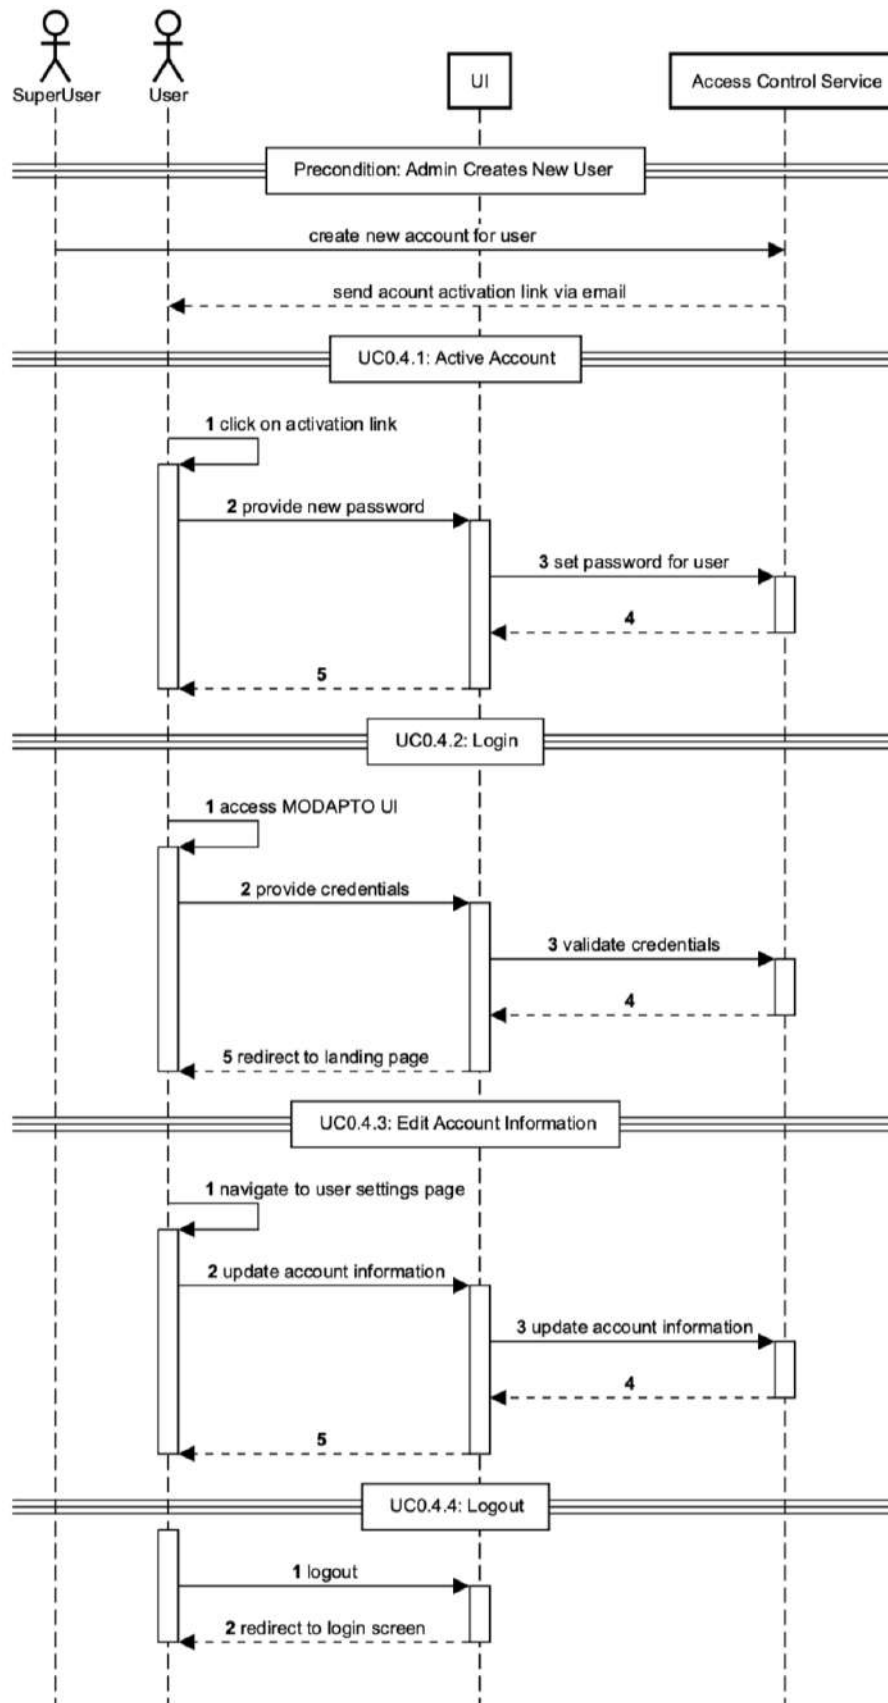 SuperUser
User
UI
Access Control Service
Precondition: Admin Creates New User
create new account for user
send acount activation link via email
UC0.4.1: Active Account
1 click on activation link
2 provide new password
3 set password for user
4
5
UC0.4.2: Login
1 access MODAPTO UI
2 provide credentials
3 validate credentials
4
5 redirect to landing page
UC0.4.3: Edit Account Information
1 navigate to user settings page
2 update account information
3 update account information
4
5
UC0.4.4: Logout
1 logout
2 redirect to login screen